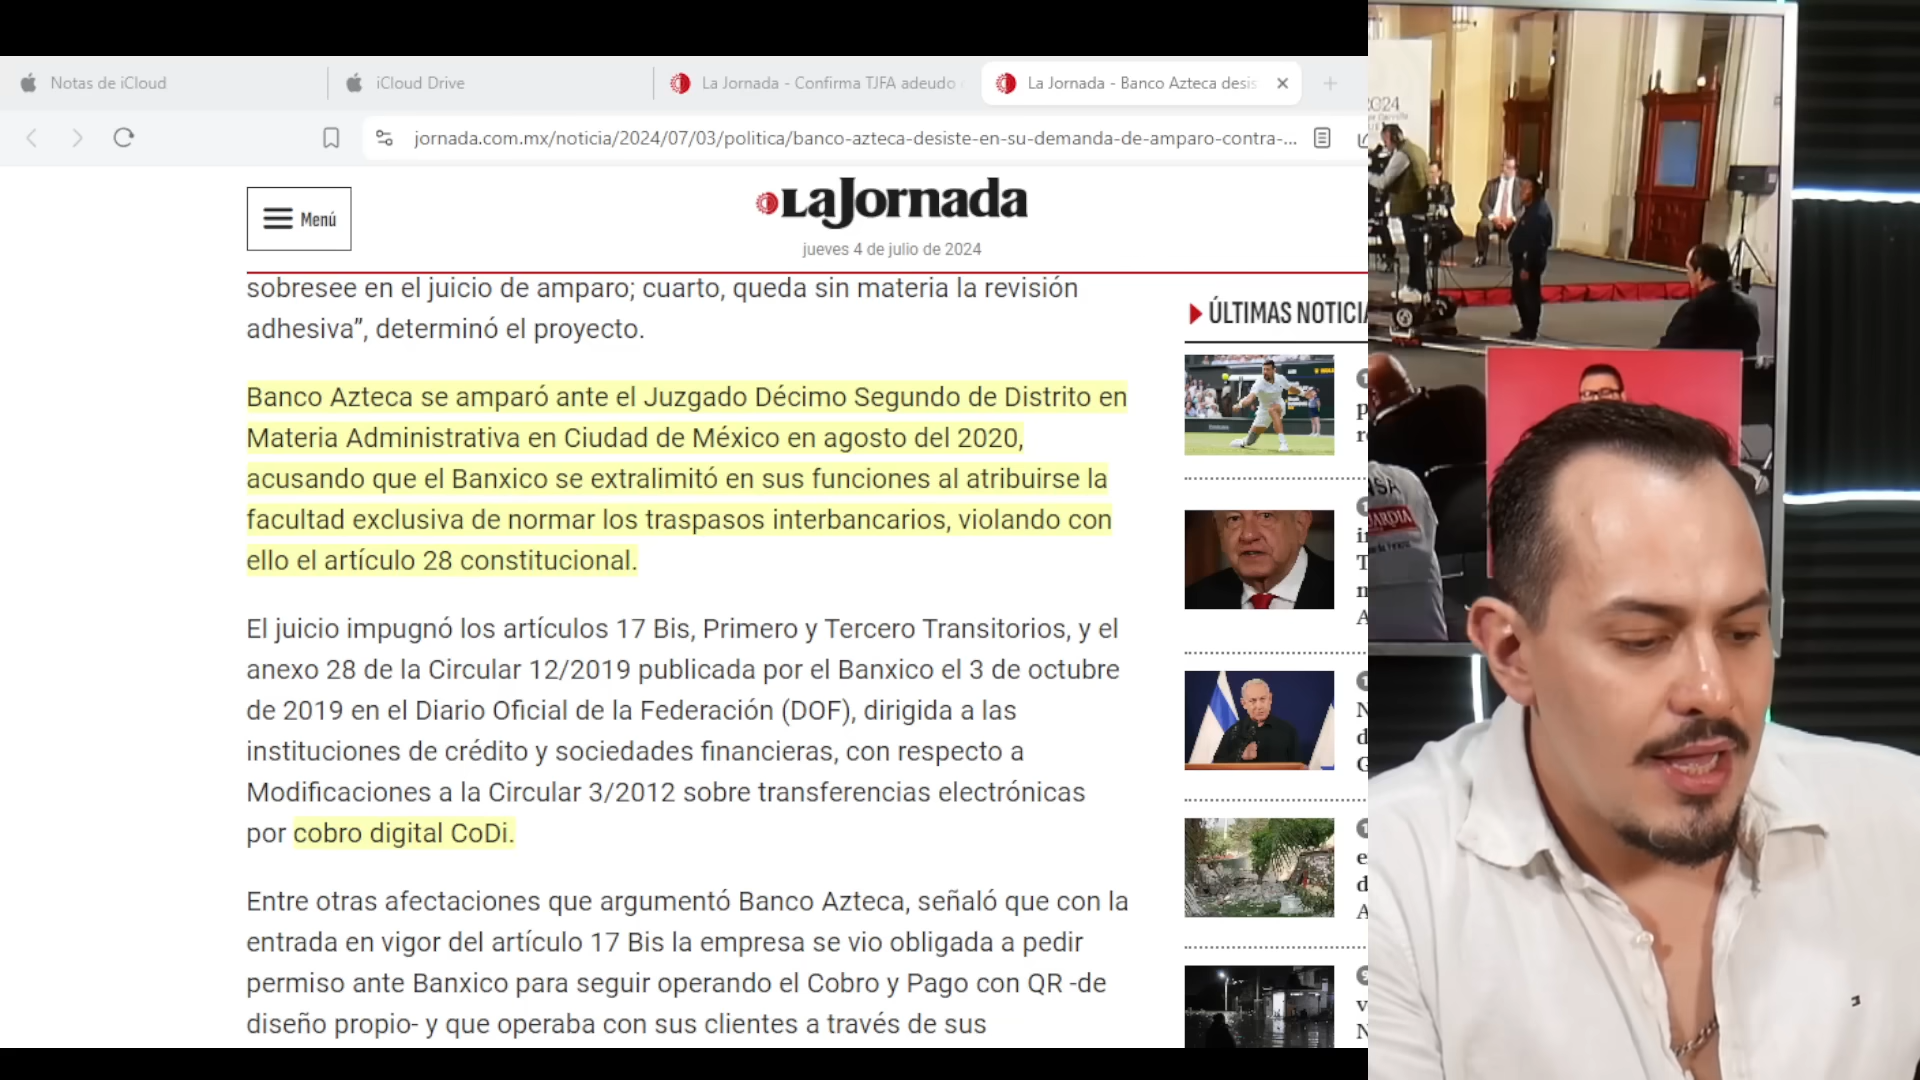 Notas de iCloud
iCloud Drive
La Jornada - Confirma TJFA adeudo
La Jornada - Banco Azteca desis
jornada.com.mx/noticia/2024/07/03/politica/banco-azteca-desiste-en-su-demanda-de-amparo-contra-...
Menú
La Jornada
jueves 4 de julio de 2024
sobresee en el juicio de amparo; cuarto, queda sin materia la revisión
adhesiva”, determinó el proyecto.
Banco Azteca se amparó ante el Juzgado Décimo Segundo de Distrito en
Materia Administrativa en Ciudad de México en agosto del 2020,
acusando que el Banxico se extralimitó en sus funciones al atribuirse la
facultad exclusiva de normar los traspasos interbancarios, violando con
ello el artículo 28 constitucional.
El juicio impugnó los artículos 17 Bis, Primero y Tercero Transitorios, y el
anexo 28 de la Circular 12/2019 publicada por el Banxico el 3 de octubre
de 2019 en el Diario Oficial de la Federación (DOF), dirigida a las
instituciones de crédito y sociedades financieras, con respecto a
Modificaciones a la Circular 3/2012 sobre transferencias electrónicas
por cobro digital CoDi.
Entre otras afectaciones que argumentó Banco Azteca, señaló que con la
entrada en vigor del artículo 17 Bis la empresa se vio obligada a pedir
permiso ante Banxico para seguir operando el Cobro y Pago con QR -de
diseño propio- y que operaba con sus clientes a través de sus
ÚLTIMAS NOTICIA